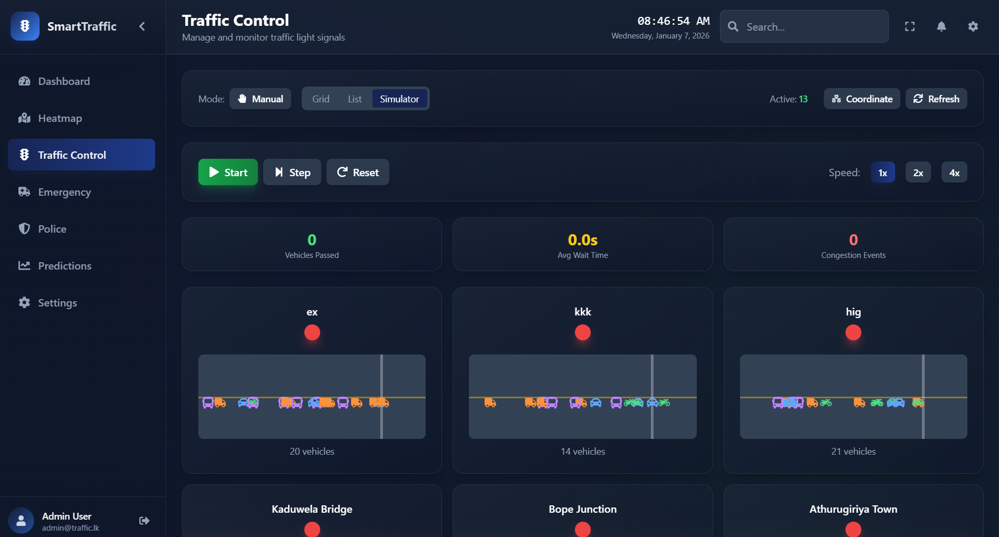 SmartTraffic
Traffic Control
Manage and monitor traffic light signals
08:46:54 AM
Wednesday, January 7, 2026
Search...
Dashboard
Heatmap
Traffic Control
Emergency
Police
Predictions
Settings
Admin User
admin@traffic.lk
Mode: Manual Grid List Simulator Active: 13 Coordinate Refresh
Start Step Reset Speed: 1x 2x 4x
0
Vehicles Passed
0.0s
Avg Wait Time
0
Congestion Events
ex
20 vehicles
kkk
14 vehicles
hig
21 vehicles
Kaduwela Bridge
Bope Junction
Athurugiriya Town